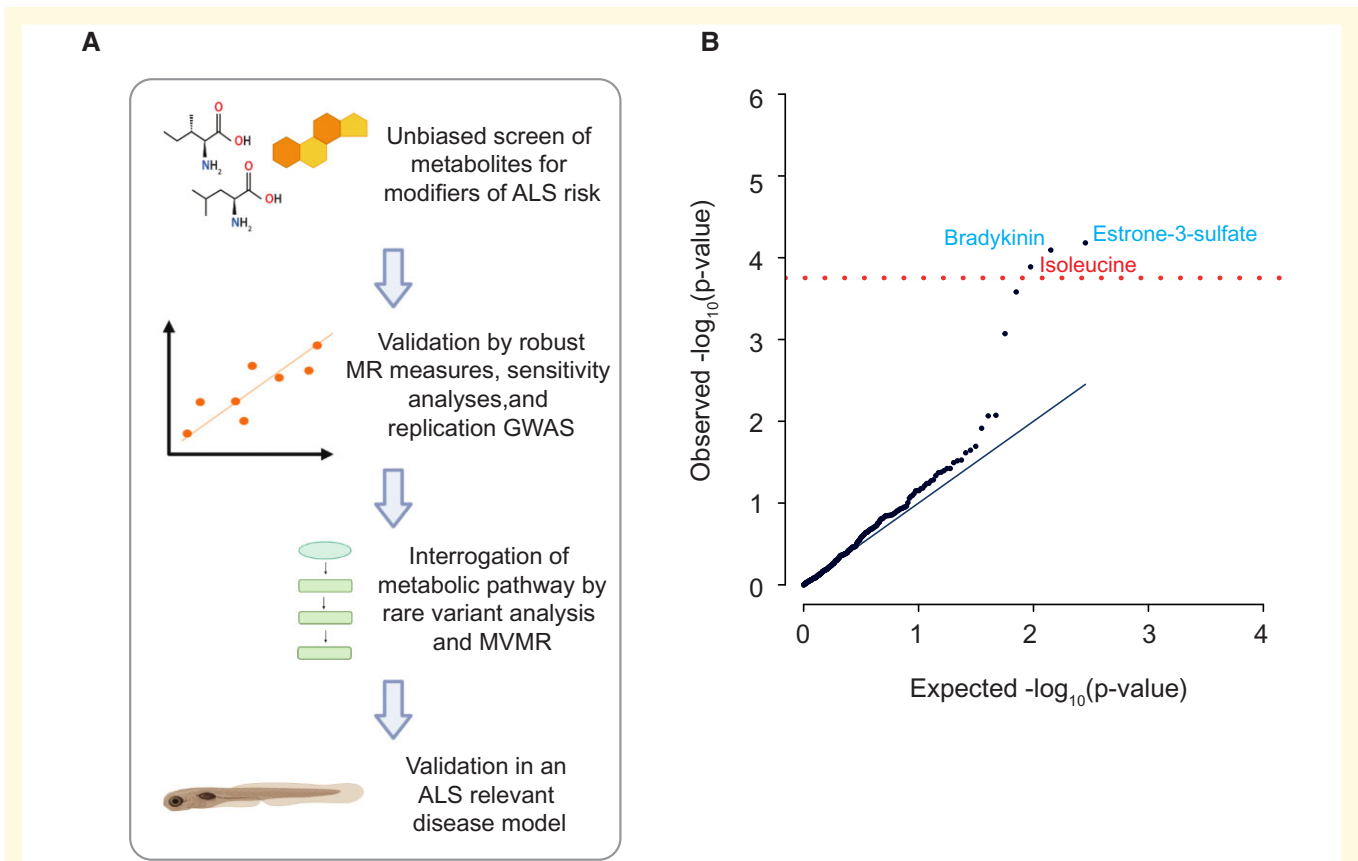 A
O
OH
NH2
O
OH
NH2
Unbiased screen of
metabolites for
modifiers of ALS risk
Validation by robust
MR measures, sensitivity
analyses,and
replication GWAS
Interrogation of
metabolic pathway by
rare variant analysis
and MVMR
Validation in an
ALS relevant
disease model
B
Observed -log10(p-value)
6
5
4
3
2
1
0
Bradykinin
Estrone-3-sulfate
Isoleucine
0 1 2 3 4
Expected -log10(p-value)